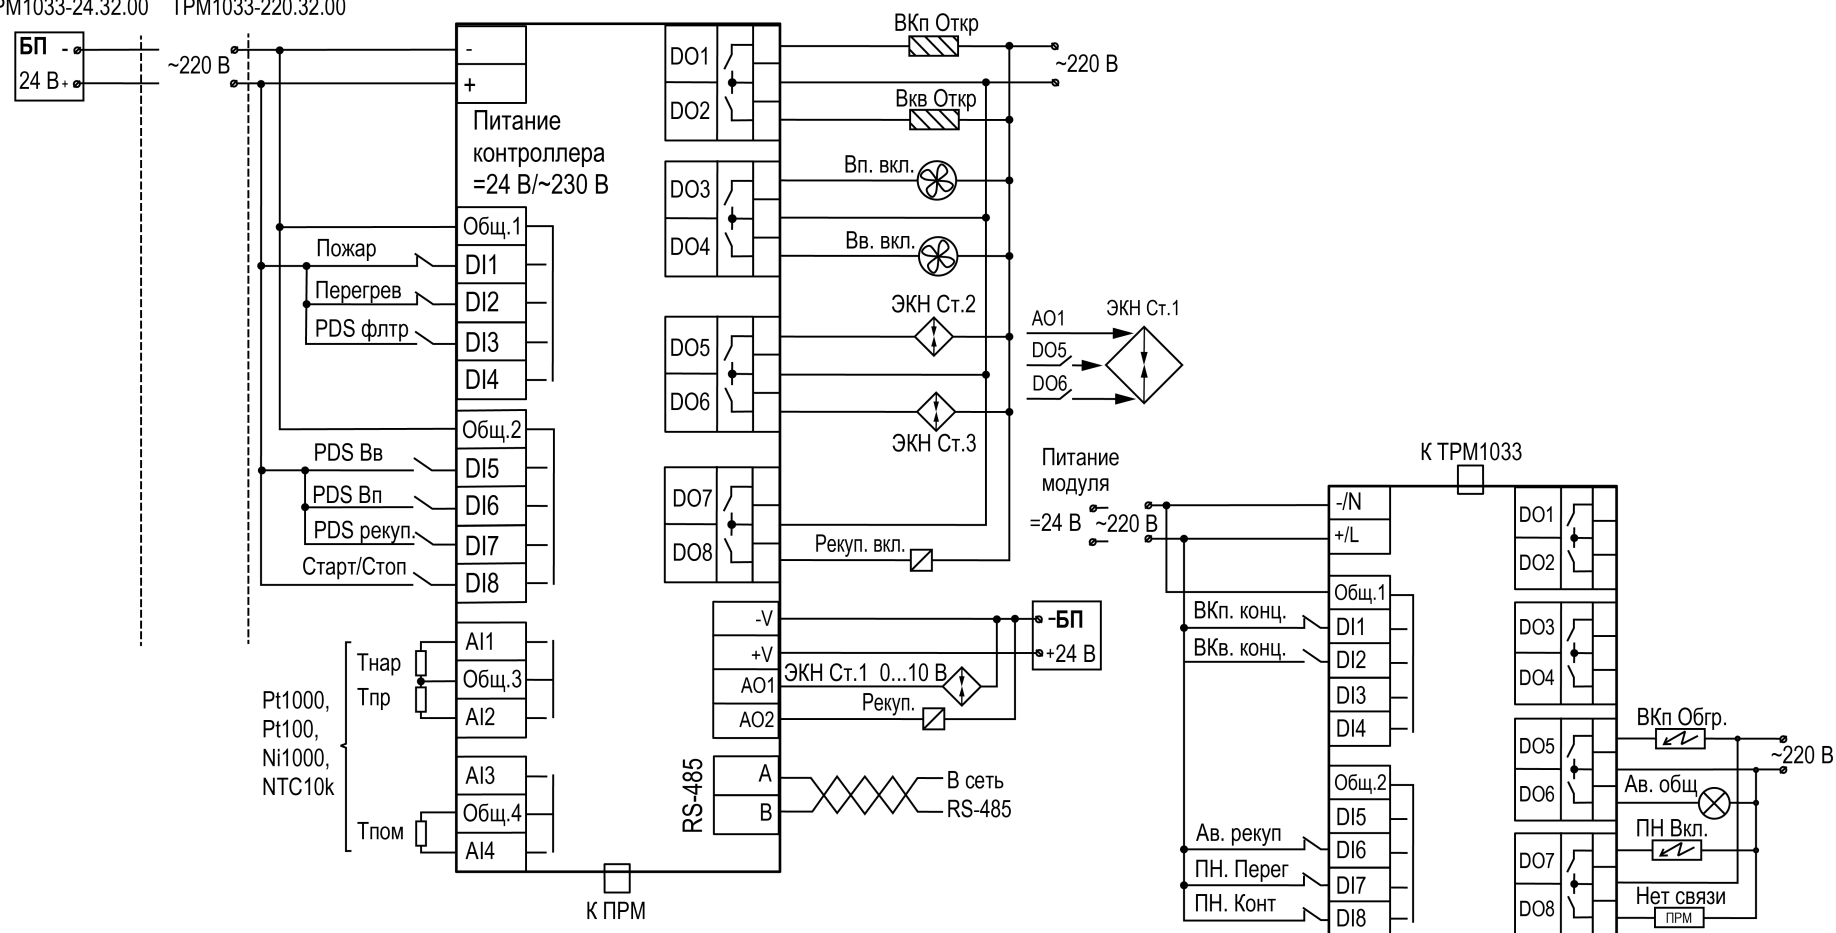 ТРМ1033-24.32.00 ТРМ1033-220.32.00
БП -
24 В +
~220 В
-
+
Питание
контроллера
=24 В/~230 В
Общ.1
Пожар
DI1
Перегрев
DI2
PDS флтр
DI3
DI4
Общ.2
PDS Вв
DI5
PDS Вп
DI6
PDS рекуп.
DI7
Старт/Стоп
DI8
AI1
Тнар
Общ.3
Тпр
AI2
Pt1000,
Pt100,
Ni1000,
NTC10k
AI3
Общ.4
Тпом
AI4
К ПРМ
DO1
DO2
DO3
DO4
DO5
DO6
DO7
DO8
ВКп Откр
~220 В
Вкв Откр
Вп. вкл.
Вв. вкл.
ЭКН Ст.2
ЭКН Ст.3
Рекуп. вкл.
-V
+V
AO1
AO2
-БП
+24 В
ЭКН Ст.1 0...10 В
Рекуп.
RS-485
A
B
В сеть
RS-485
AO1
DO5
DO6
ЭКН Ст.1
Питание
модуля
=24 В ~220 В
К ТРМ1033
-/N
+/L
Общ.1
ВКп. конц.
DI1
ВКв. конц.
DI2
DI3
DI4
Общ.2
DI5
Ав. рекуп
DI6
ПН. Перег
DI7
ПН. Конт
DI8
DO1
DO2
DO3
DO4
DO5
DO6
DO7
DO8
ВКп Обгр.
~220 В
Ав. общ
ПН Вкл.
Нет связи
ПРМ